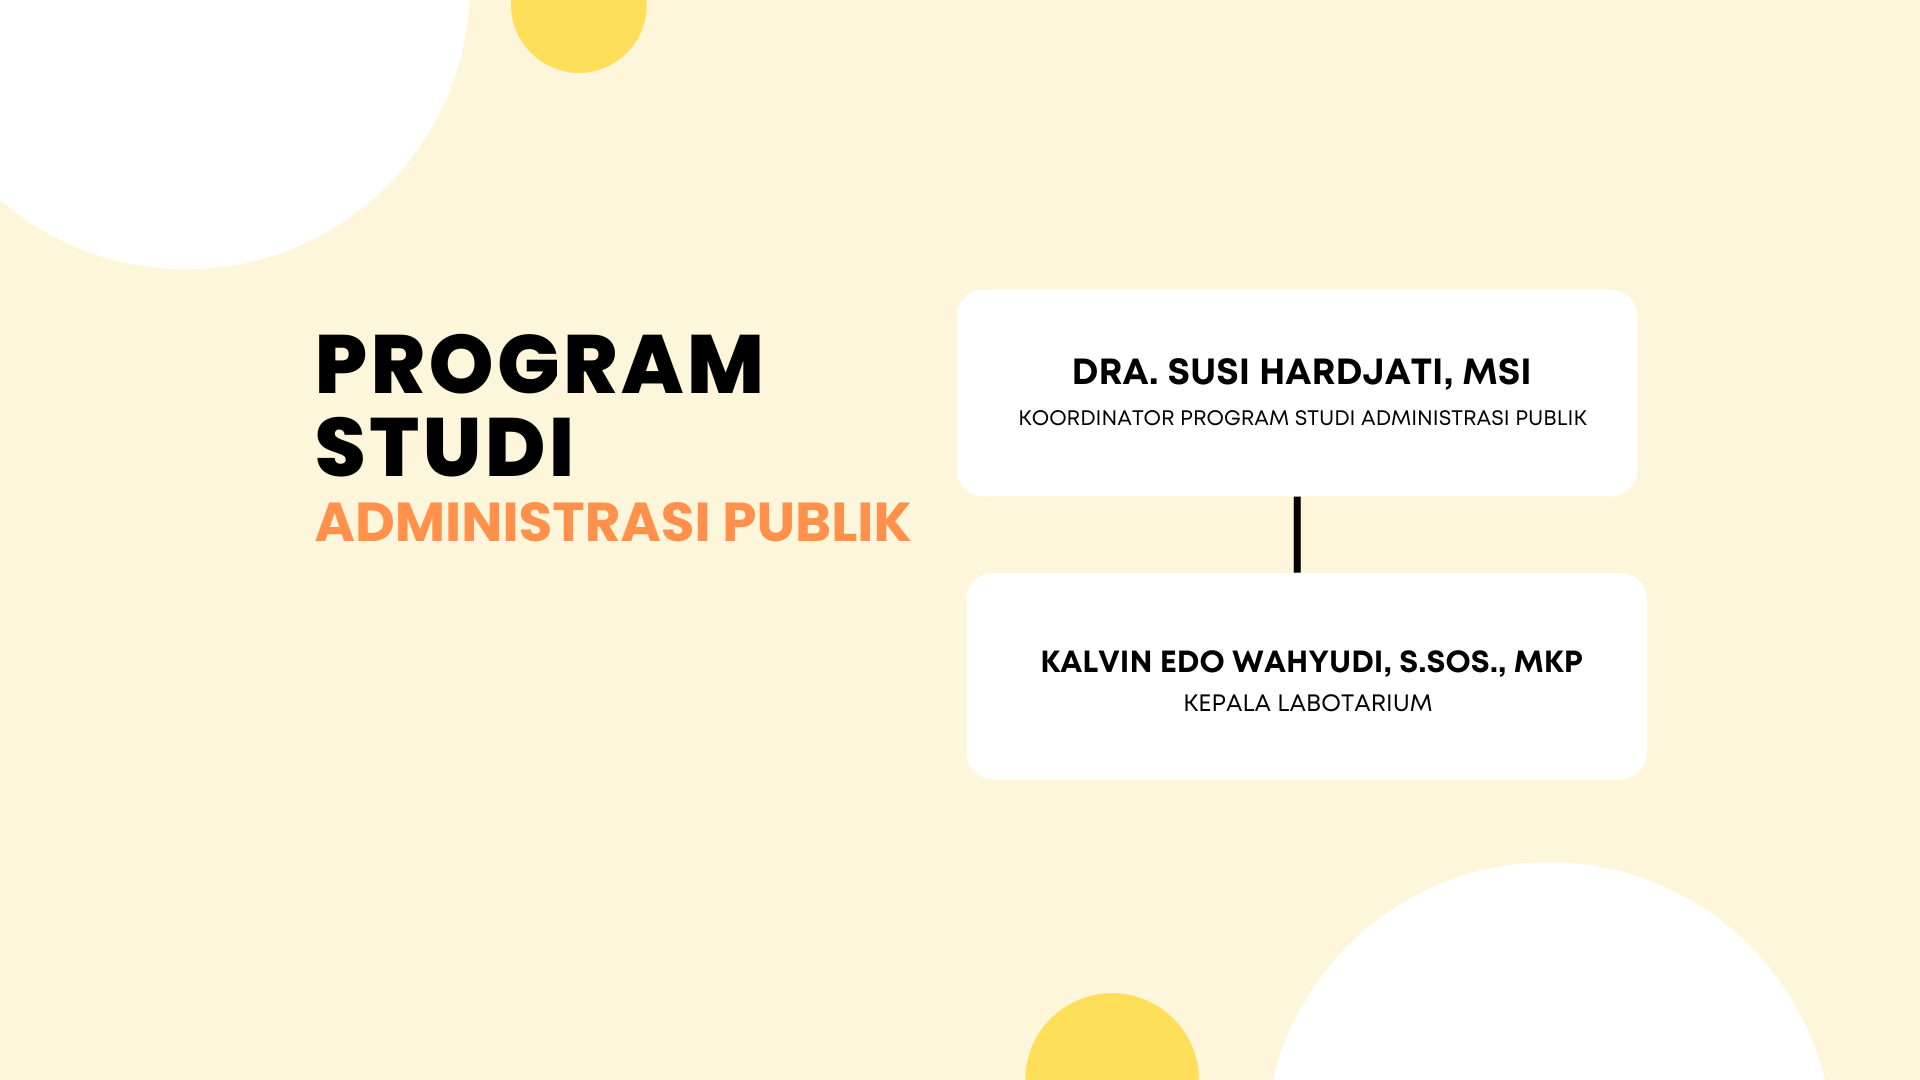 PROGRAM
STUDI
ADMINISTRASI PUBLIK
DRA. SUSI HARDJATI, MSI
KOORDINATOR PROGRAM STUDI ADMINISTRASI PUBLIK
KALVIN EDO WAHYUDI, S.SOS., MKP
KEPALA LABOTARIUM